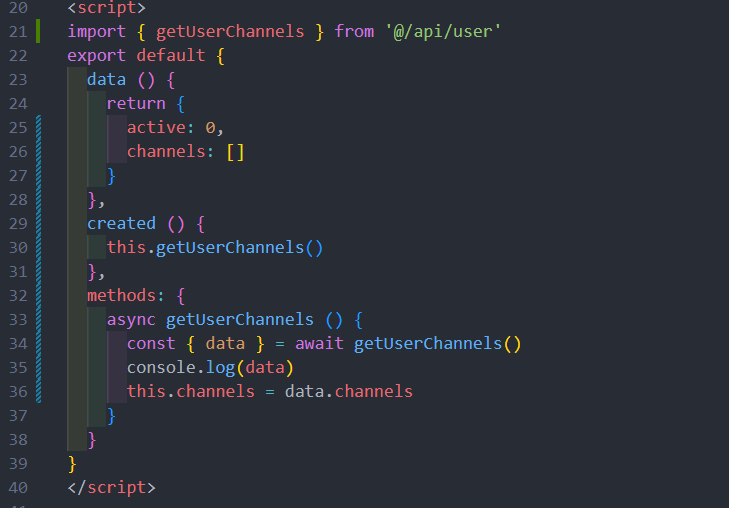 20 <script>
21 import { getUserChannels } from '@/api/user'
22 export default {
23 data () {
24 return {
25 active: 0,
26 channels: []
27 }
28 },
29 created () {
30 this.getUserChannels()
31 },
32 methods: {
33 async getUserChannels () {
34 const { data } = await getUserChannels()
35 console.log(data)
36 this.channels = data.channels
37 }
38 }
39 }
40 </script>